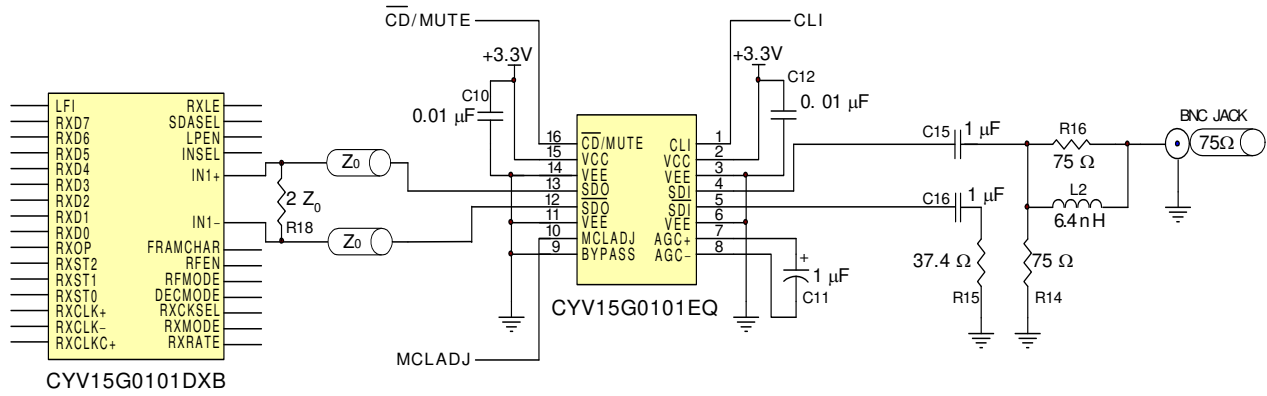 CD/MUTE
CLI
+3.3V
+3.3V
C10
0.01 µF
C12
0. 01 µF
LFI
RXD7
RXD6
RXD5
RXD4
RXD3
RXD2
RXD1
RXD0
RXOP
RXST2
RXST1
RXST0
RXCLK+
RXCLK-
RXCLKC+
RXLE
SDASEL
LPEN
INSEL
IN1+
IN1-
FRAMCHAR
RFEN
RFMODE
DECMODE
RXCKSEL
RXMODE
RXRATE
CYV15G0101DXB
Z0
2 Z0
R18
Z0
16
15
14
13
12
11
10
9
CD/MUTE
VCC
VEE
SDO
SDO
VEE
MCLADJ
BYPASS
CLI
VCC
VEE
SDI
SDI
VEE
AGC+
AGC-
1
2
3
4
5
6
7
8
CYV15G0101EQ
MCLADJ
+
1 µF
C11
C15
1 µF
C16
1 µF
R16
75 Ω
L2
6.4nH
37.4 Ω
R15
75 Ω
R14
BNC JACK
75Ω